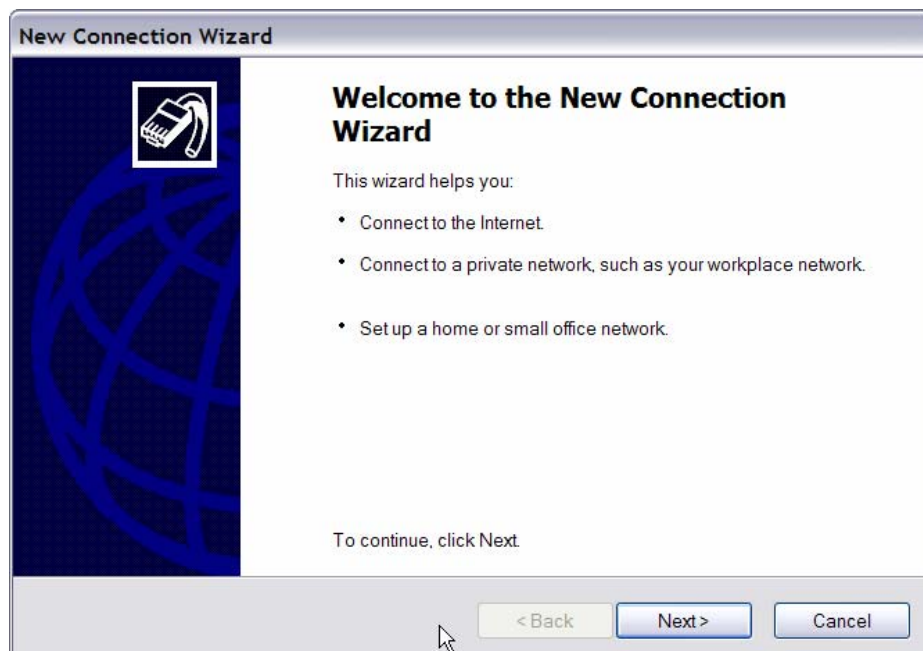 New Connection Wizard
Welcome to the New Connection
Wizard
This wizard helps you:
• Connect to the Internet.
• Connect to a private network, such as your workplace network.
• Set up a home or small office network.
To continue, click Next.
< Back Next > Cancel